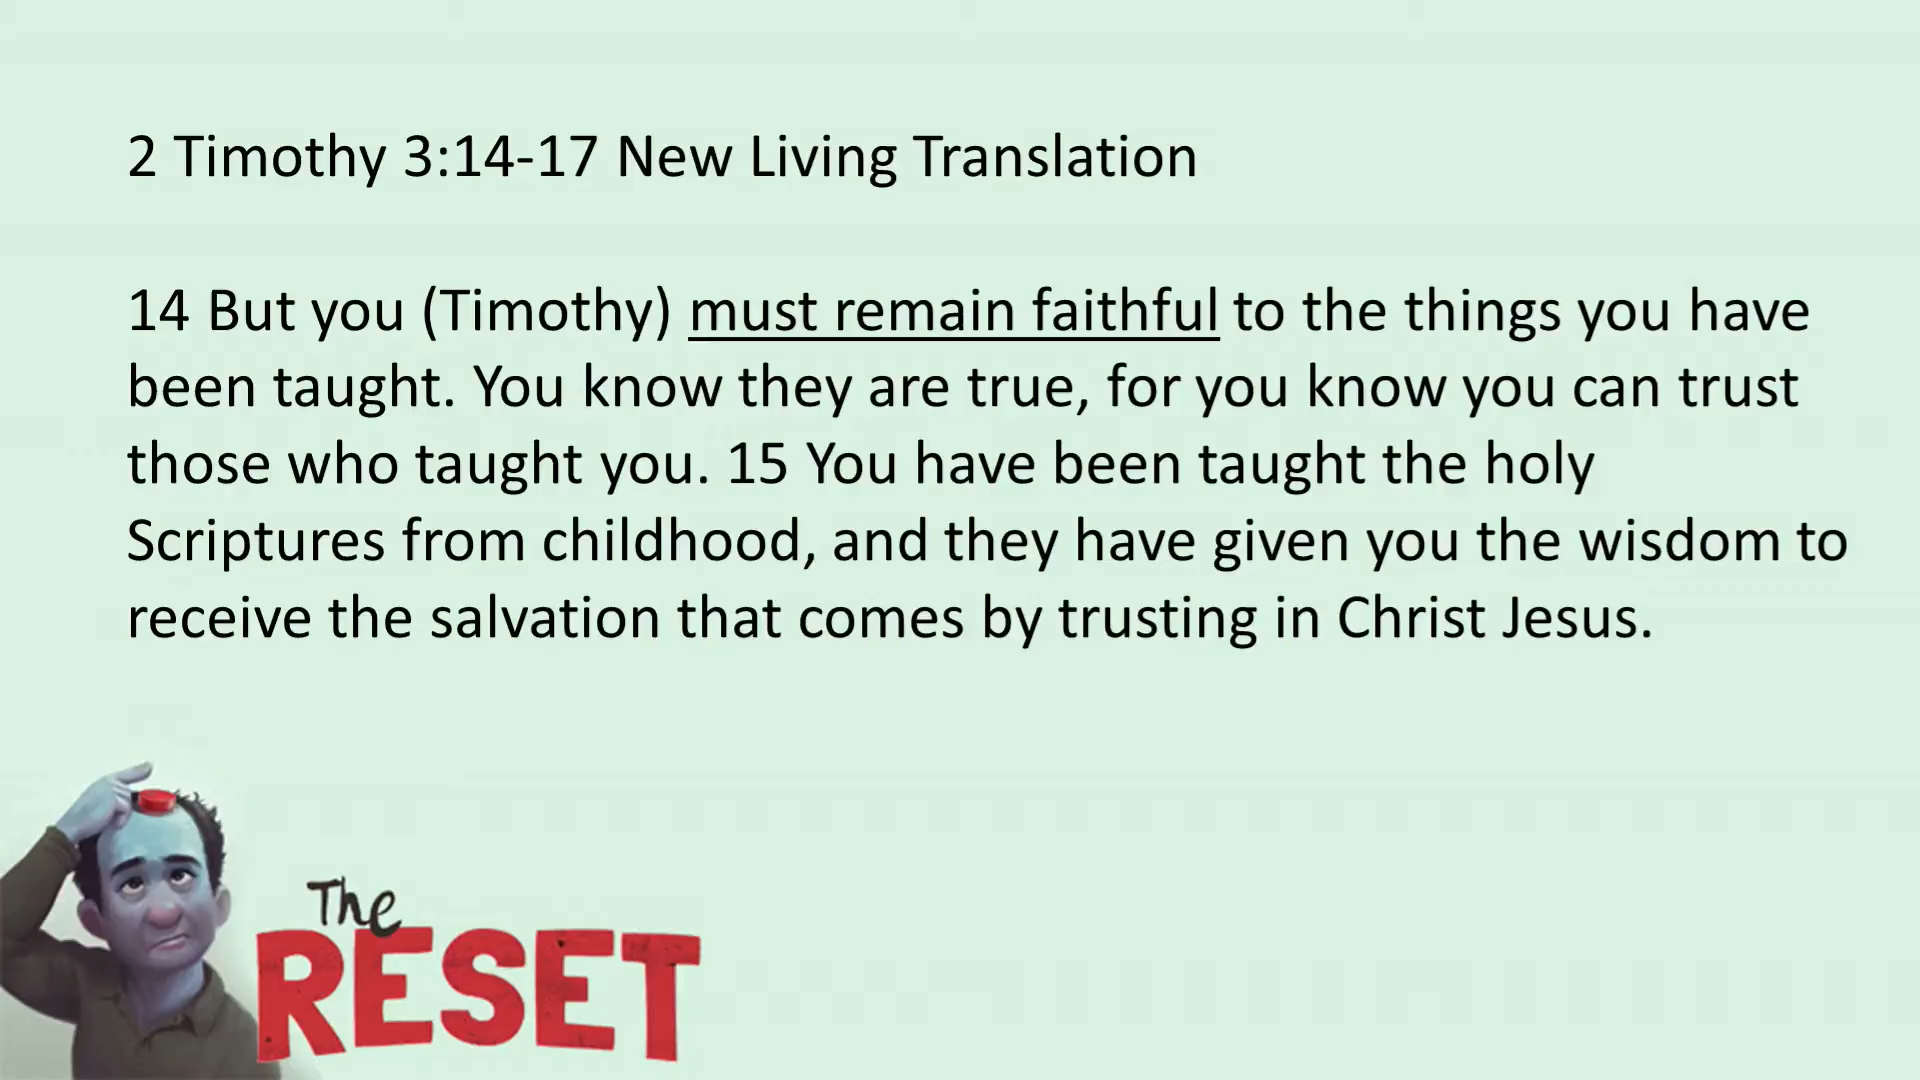 2 Timothy 3:14-17 New Living Translation
14 But you (Timothy) must remain faithful to the things you have
been taught. You know they are true, for you know you can trust
those who taught you. 15 You have been taught the holy
Scriptures from childhood, and they have given you the wisdom to
receive the salvation that comes by trusting in Christ Jesus.
The
RESET